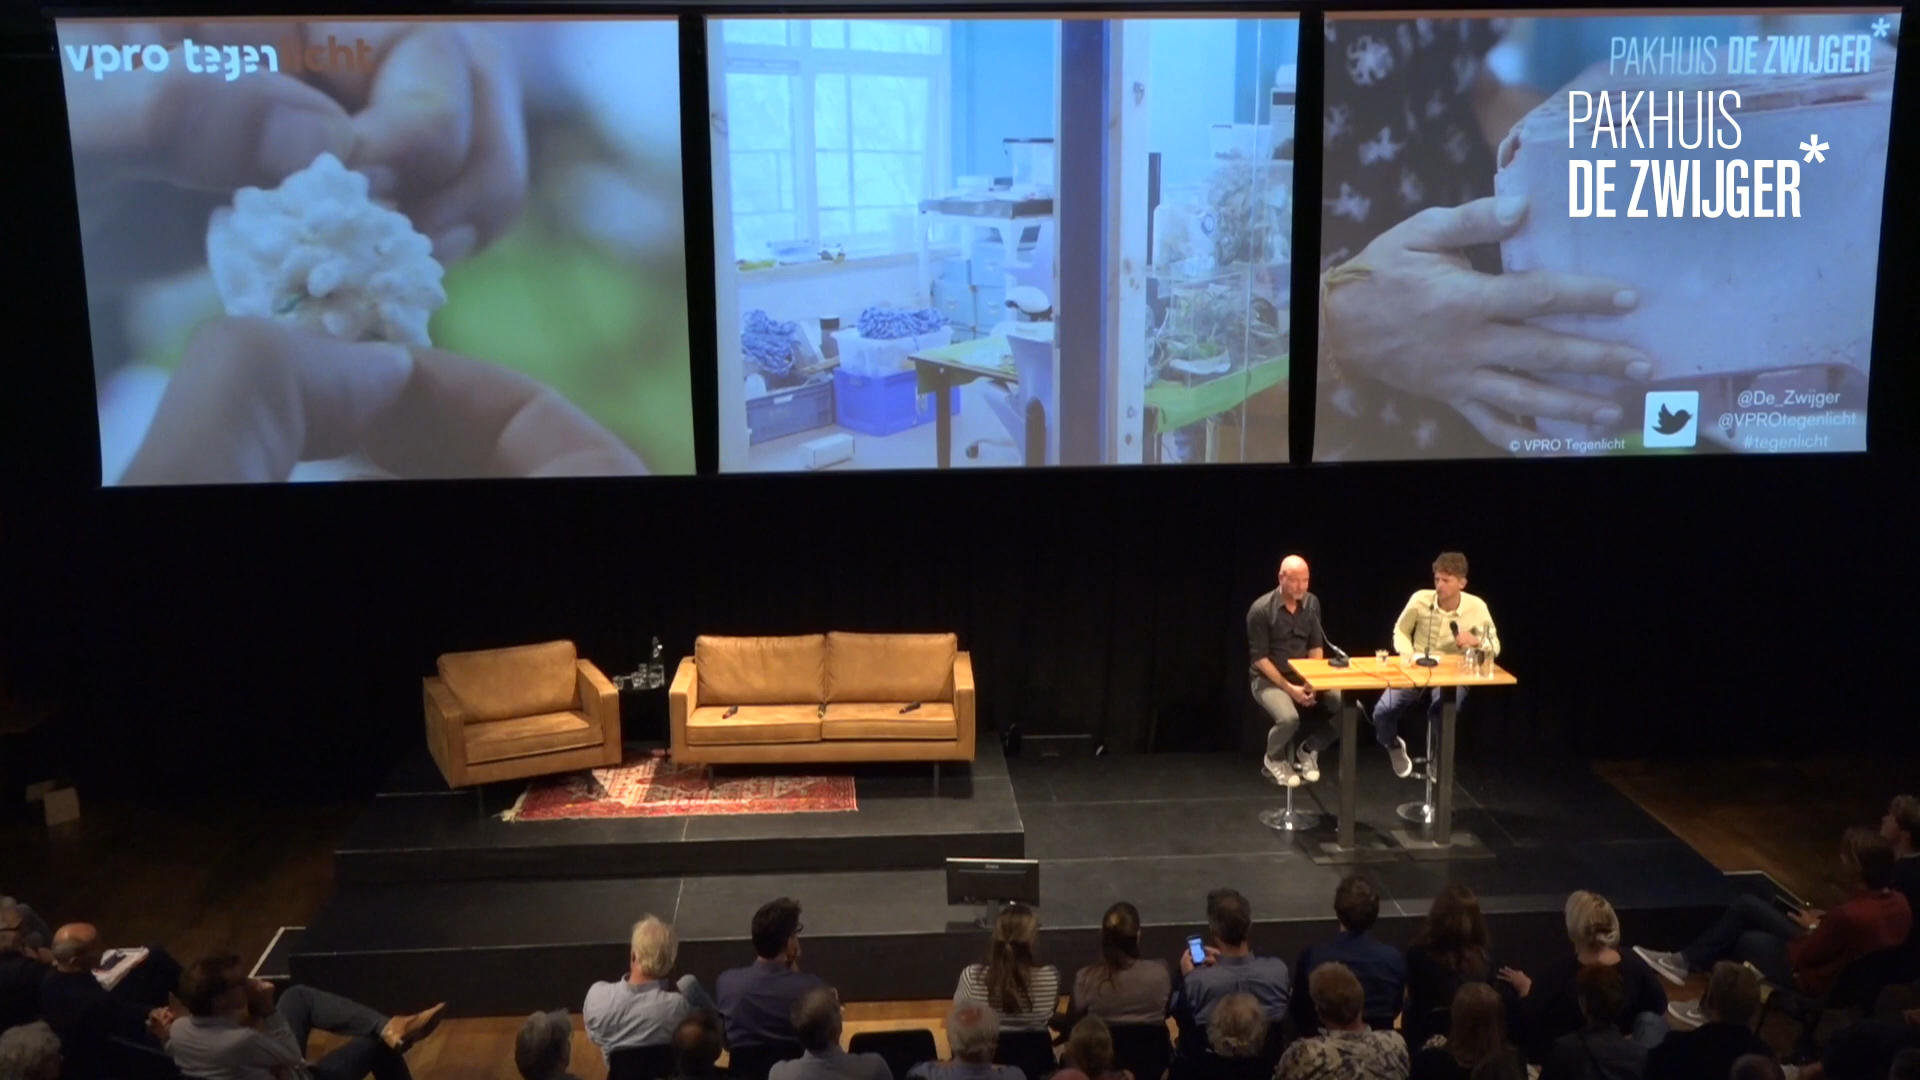 vpro tegenlicht
PAKHUIS DE ZWIJGER*
PAKHUIS
DE ZWIJGER*
@De_Zwijger
@VPROtegenlicht
#tegenlicht
© VPRO Tegenlicht